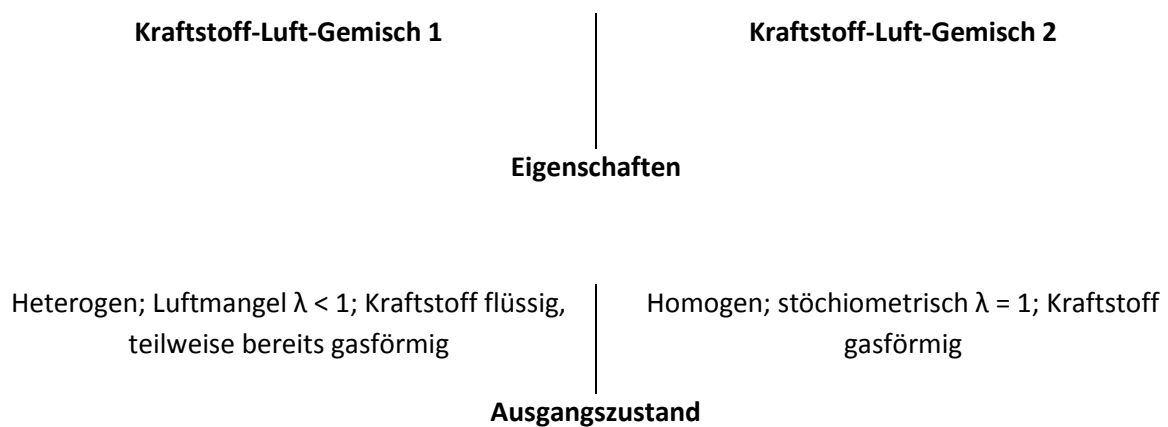 Kraftstoff-Luft-Gemisch 1
Kraftstoff-Luft-Gemisch 2
Eigenschaften
Heterogen; Luftmangel λ < 1; Kraftstoff flüssig,
teilweise bereits gasförmig
Homogen; stöchiometrisch λ = 1; Kraftstoff
gasförmig
Ausgangszustand